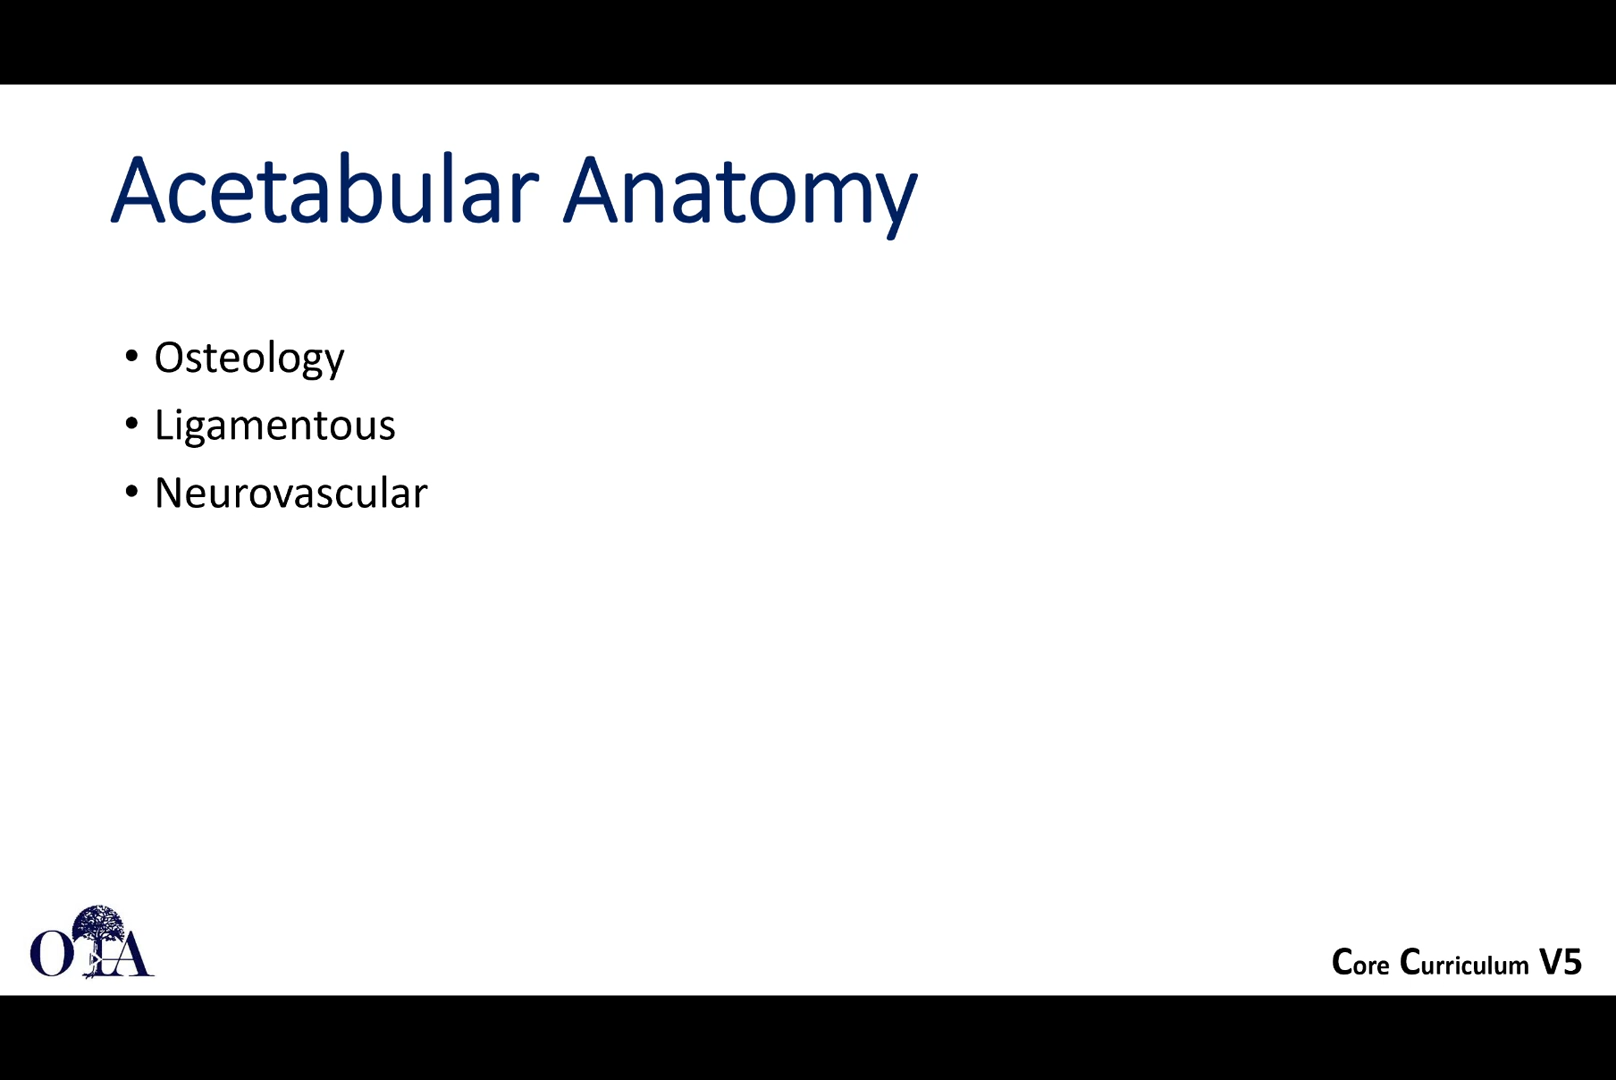 Acetabular Anatomy
• Osteology
• Ligamentous
• Neurovascular
OTA
Core Curriculum V5